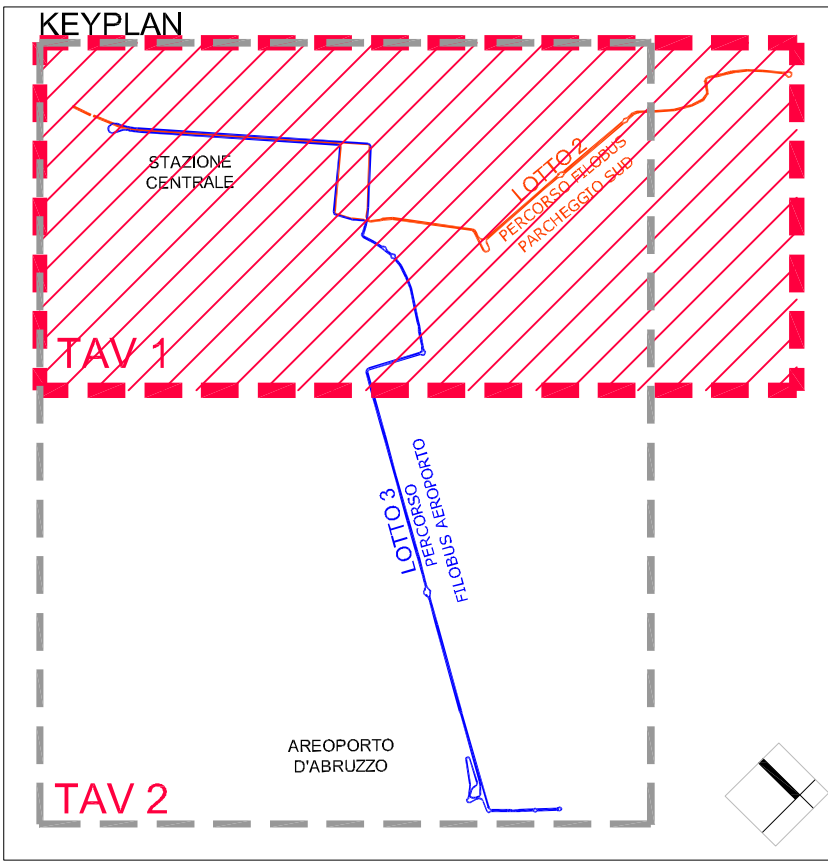 KEYPLAN
STAZIONE
CENTRALE
LOTTO 2
PERCORSO FILOBUS
PARCHEGGIO SUD
TAV 1
LOTTO 3
PERCORSO
FILOBUS AEROPORTO
AREOPORTO
D'ABRUZZO
TAV 2